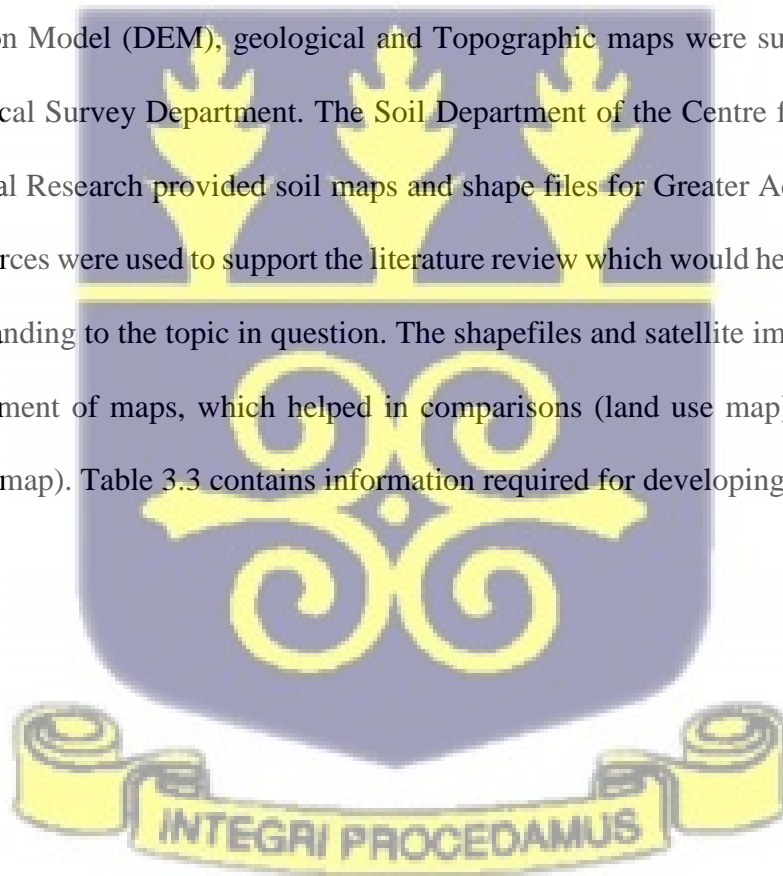 on Model (DEM), geological and Topographic maps were su
cal Survey Department. The Soil Department of the Centre f
al Research provided soil maps and shape files for Greater Ac
rces were used to support the literature review which would he
nding to the topic in question. The shapefiles and satellite im
ment of maps, which helped in comparisons (land use map)
map). Table 3.3 contains information required for developing
INTEGRI PROCEDAMUS